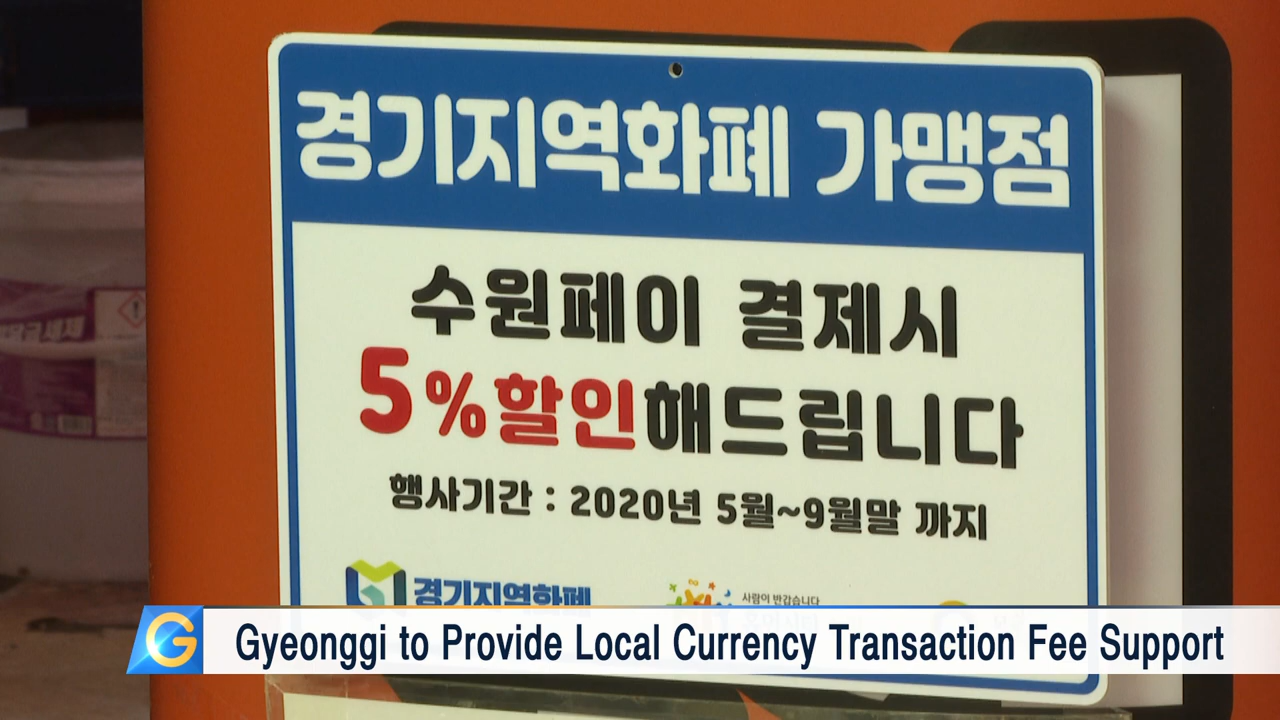 경기지역화폐 가맹점
수원페이 결제시
5%할인해드립니다
행사기간 : 2020년 5월~9월말 까지
경기지역화폐
사람이 반갑습니다
G Gyeonggi to Provide Local Currency Transaction Fee Support